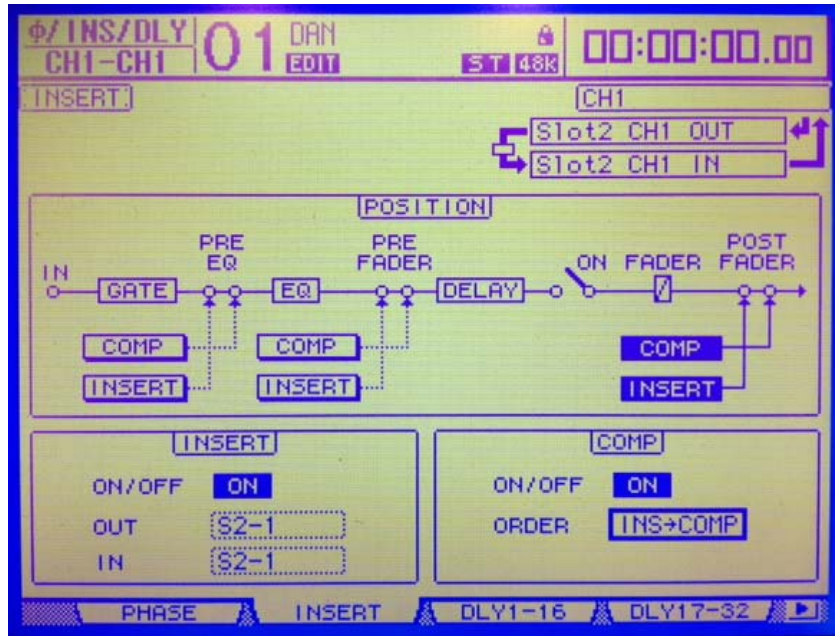 φ/INS/DLY
CH1-CH1
01
DAN
EDIT
ST 48K
00:00:00.00
INSERT
CH1
Slot2 CH1 OUT
Slot2 CH1 IN
POSITION
PRE EQ
PRE FADER
POST FADER
IN
GATE
EQ
DELAY
ON
FADER
COMP
COMP
COMP
INSERT
INSERT
INSERT
INSERT
ON/OFF ON
OUT S2-1
IN S2-1
COMP
ON/OFF ON
ORDER INS→COMP
PHASE
INSERT
DLY1-16
DLY17-32